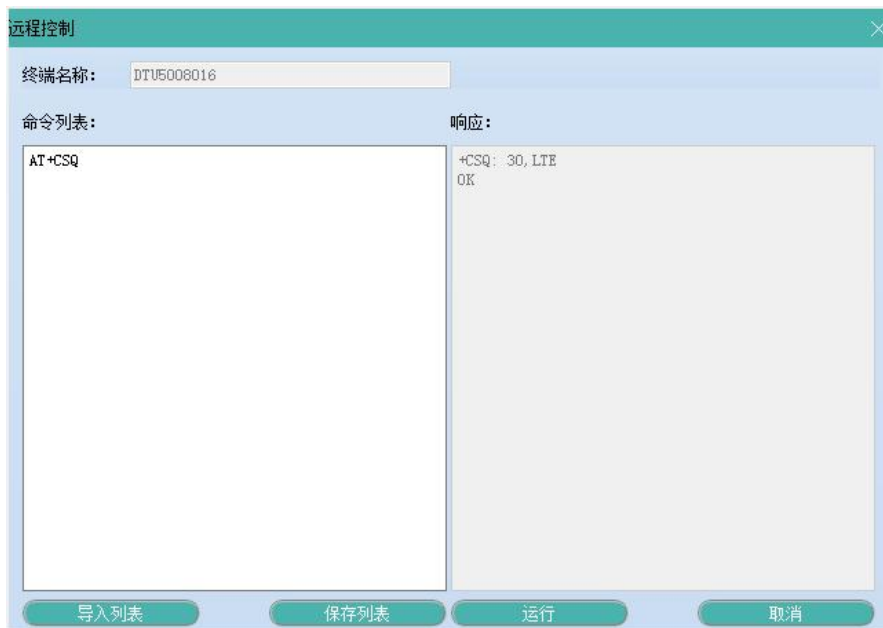 远程控制
终端名称: DTU5008016
命令列表: 响应:
AT+CSQ
+CSQ: 30,LTE
OK
导入列表 保存列表 运行 取消